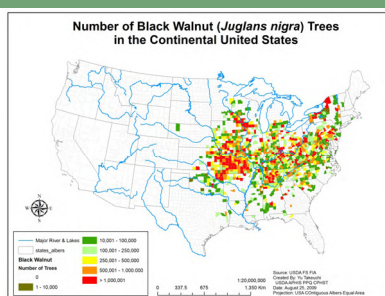 Number of Black Walnut (Juglans nigra) Trees
in the Continental United States
N
W
E
S
Major River & Lakes
states_albers
Black Walnut
Number of Trees
0
1 - 10,000
10,001 - 100,000
100,001 - 250,000
250,001 - 500,000
500,001 - 1,000,000
> 1,000,001
1:20,000,000
0 337.5 675 1,350 Km
Source: USDA FS FIA
Created By: Yu Takeuchi
USDA APHIS PPQ CPHST
Date: August 25, 2009
Projection: USA COntiguous Albers Equal Area